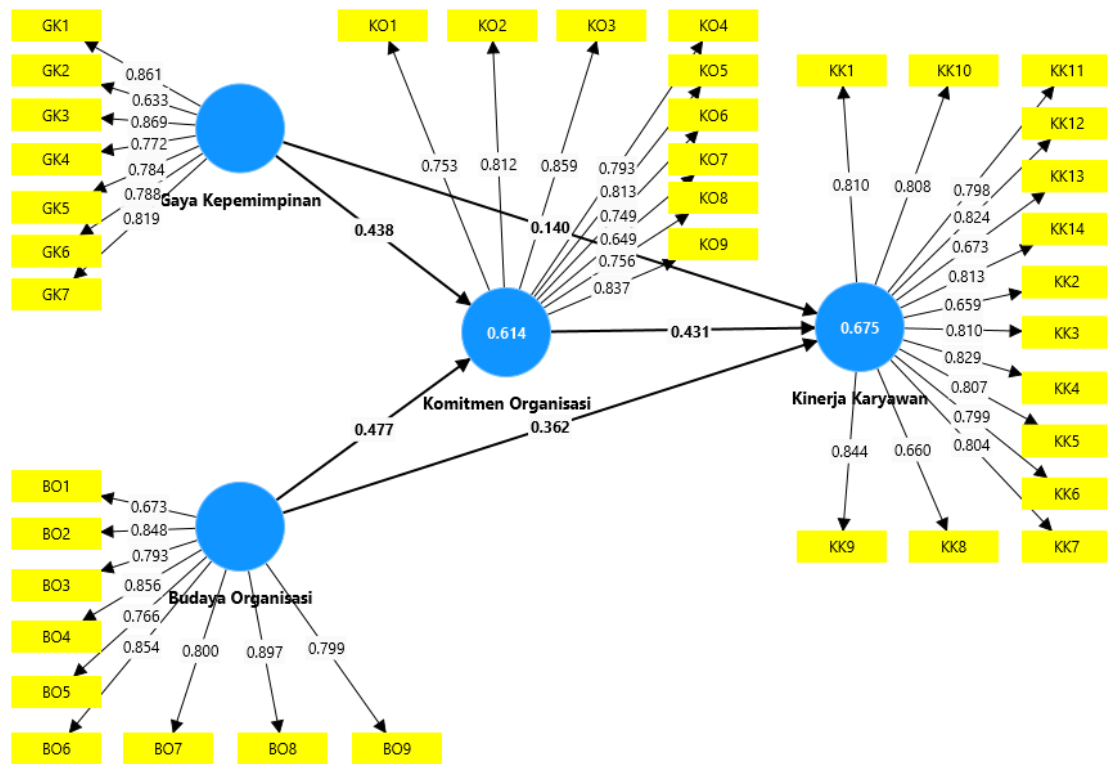 GK1
GK2
GK3
GK4
GK5
GK6
GK7
0.861
0.633
0.869
0.772
0.784
0.788
0.819
Gaya Kepemimpinan
KO1
KO2
KO3
KO4
KO5
KO6
KO7
KO8
KO9
0.753
0.812
0.859
0.793
0.813
0.749
0.649
0.756
0.837
0.438
0.140
0.614
Komitmen Organisasi
0.431
0.477
0.362
KK1
KK10
KK11
KK12
KK13
KK14
KK2
KK3
KK4
KK5
KK6
KK7
KK8
KK9
0.810
0.808
0.798
0.824
0.673
0.813
0.659
0.810
0.829
0.807
0.799
0.804
0.660
0.844
0.675
Kinerja Karyawan
BO1
BO2
BO3
BO4
BO5
BO6
BO7
BO8
BO9
0.673
0.848
0.793
0.856
0.766
0.854
0.800
0.897
0.799
Budaya Organisasi